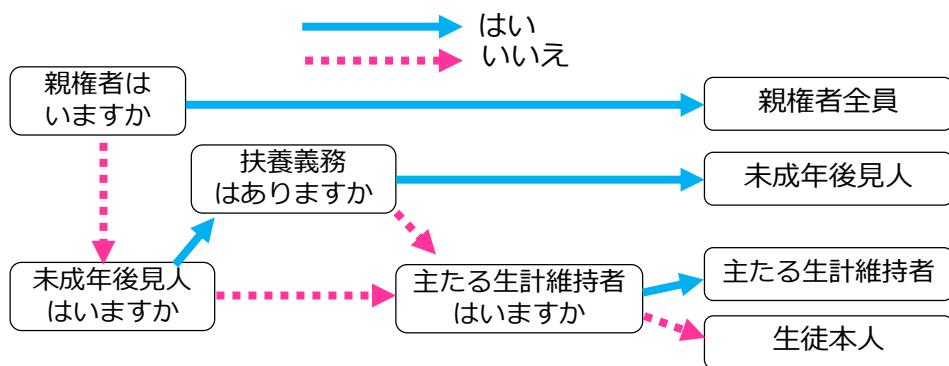 はい
いいえ
親権者は
いますか
親権者全員
扶養義務
はありますか
未成年後見人
未成年後見人
はいますか
主たる生計維持者
はいますか
主たる生計維持者
生徒本人